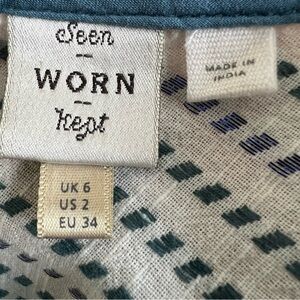 Seen
WORN
Kept
MADE IN
INDIA
UK 6
US 2
EU 34